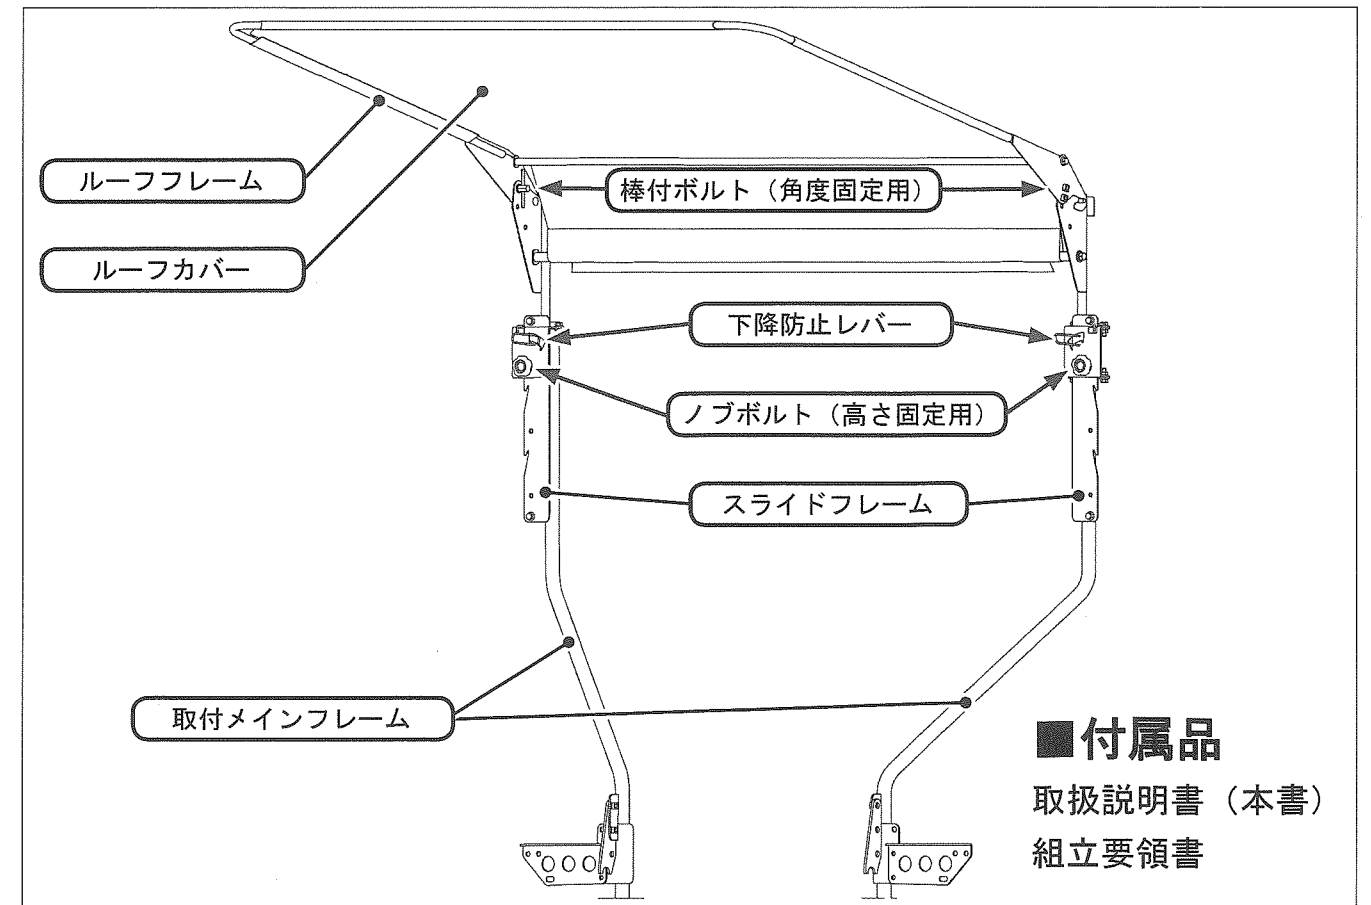 ルーフフレーム
棒付ボルト（角度固定用）
ルーフカバー
下降防止レバー
ノブボルト（高さ固定用）
スライドフレーム
取付メインフレーム
■付属品
取扱説明書（本書）
組立要領書